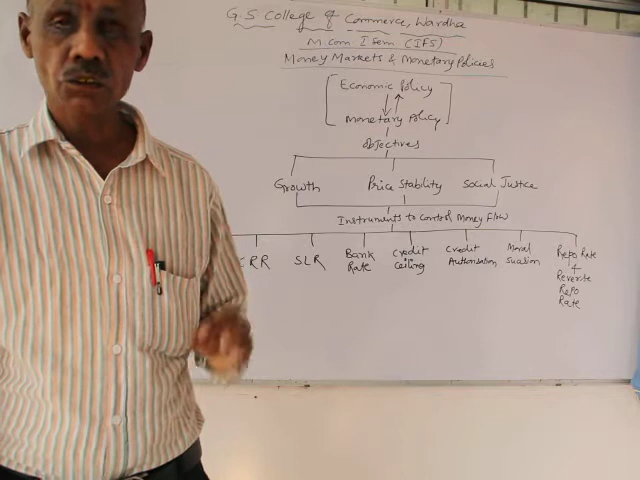 G.S College of Commerce, Wardha
M.com I sem (IFS)
Money Markets & Monetary Policies
Economic Policy
Monetary Policy
objectives
Growth Price Stability Social Justice
Instruments to control Money Flow
RR SLR Bank Rate Credit Ceiling Credit Authorisation Moral Suasion Repo Rate
&
Reverse
Repo
Rate